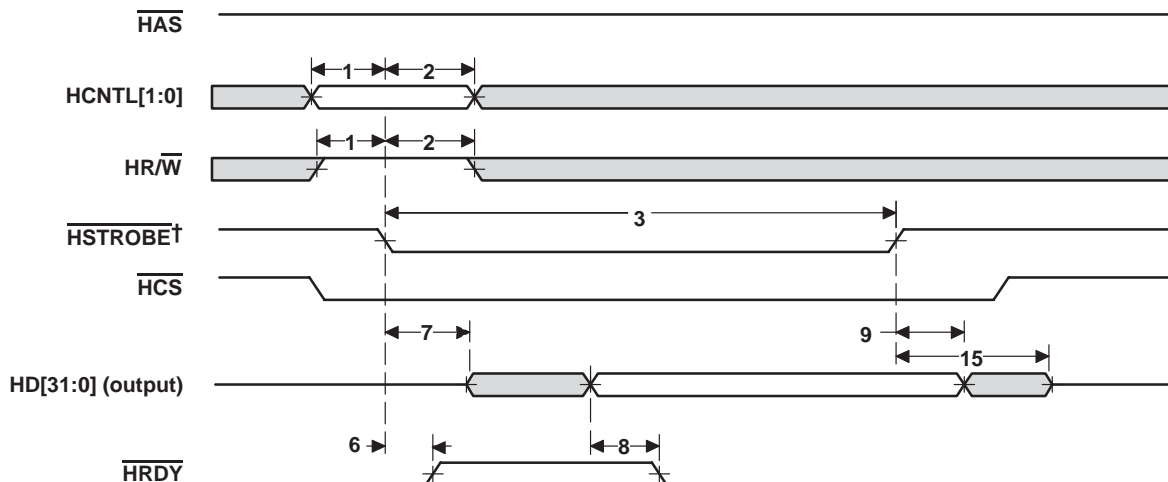 HAS
1 2
HCNTL[1:0]
1 2
HR/W
3
HSTROBE†
HCS
7 9
15
HD[31:0] (output)
6 8
HRDY